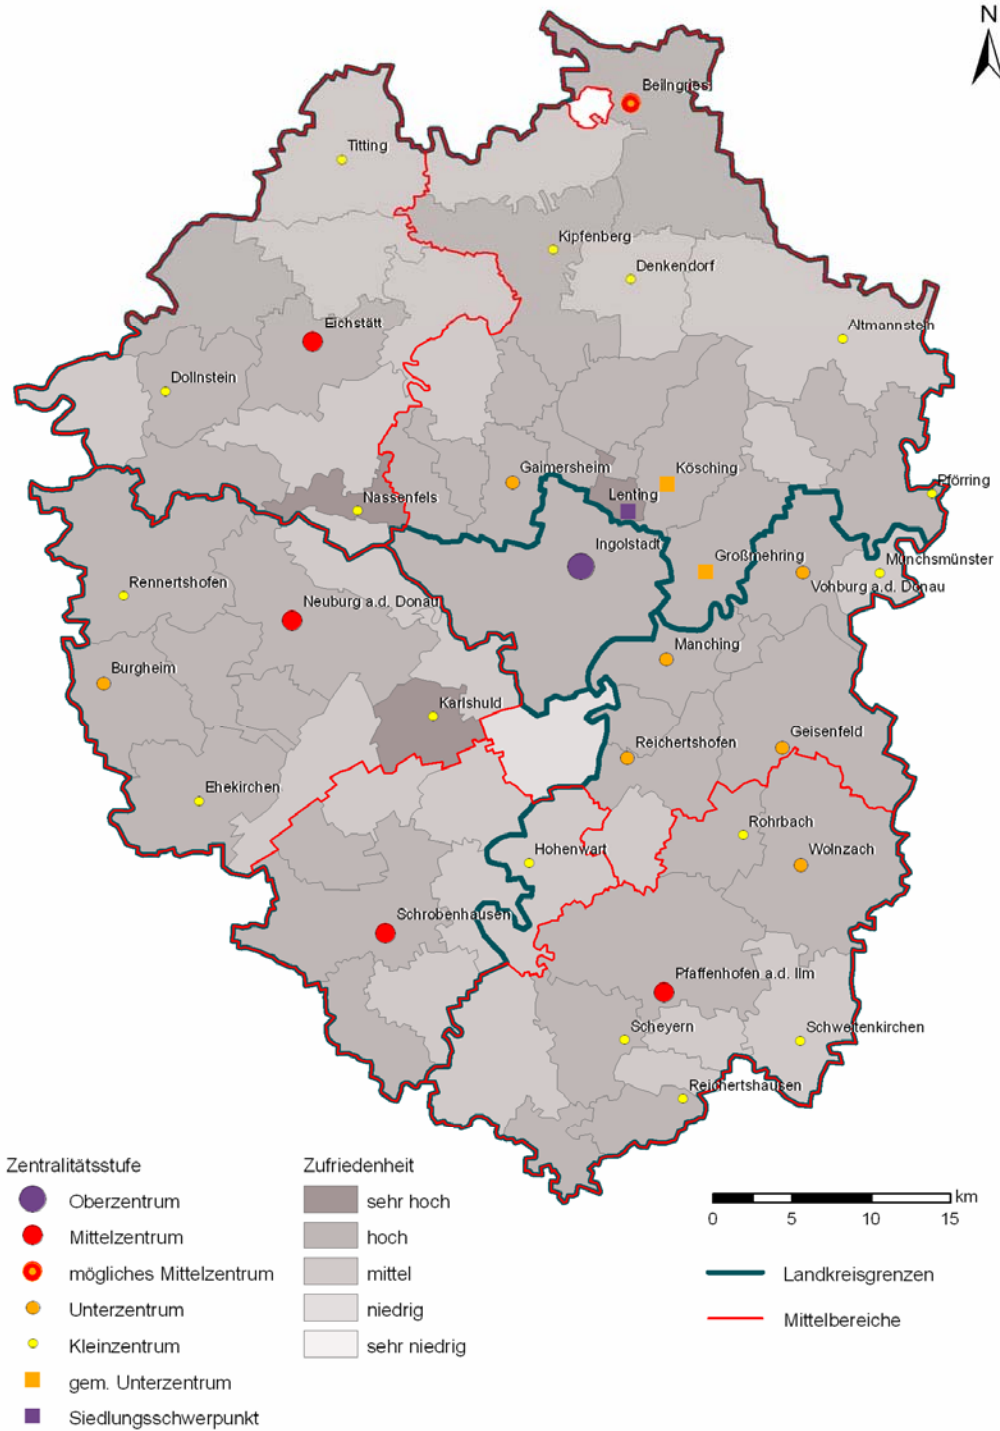 N
Beilngries
Titting
Kipfenberg
Denkendorf
Eichstätt
Altmannstein
Dollnstein
Gaimersheim
Kösching
Nassenfels
Lenting
Pförring
Ingolstadt
Großmehring
Münchsmünster
Rennertshofen
Vohburg a.d. Donau
Neuburg a.d. Donau
Manching
Burgheim
Karlshuld
Reichertshofen
Geisenfeld
Ehekirchen
Rohrbach
Hohenwart
Wolnzach
Schrobenhausen
Pfaffenhofen a.d. Ilm
Scheyern
Schweitenkirchen
Reichertshausen
Zentralitätsstufe
Oberzentrum
Mittelzentrum
mögliches Mittelzentrum
Unterzentrum
Kleinzentrum
gem. Unterzentrum
Siedlungsschwerpunkt
Zufriedenheit
sehr hoch
hoch
mittel
niedrig
sehr niedrig
km
0 5 10 15
Landkreisgrenzen
Mittelbereiche